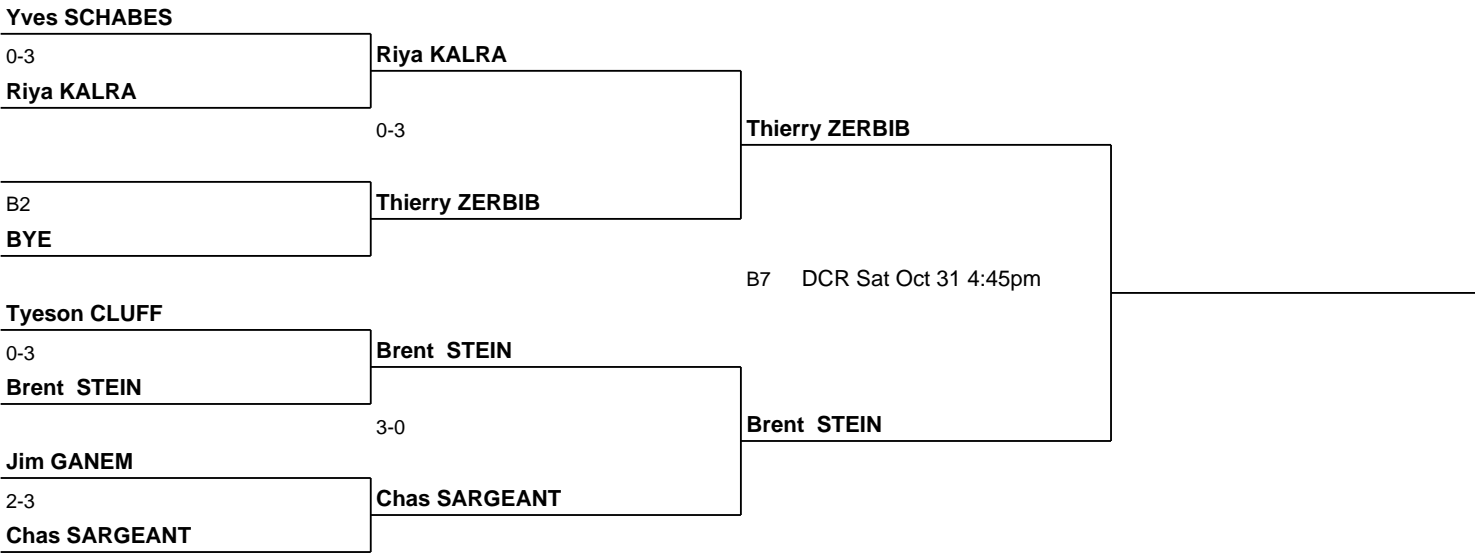 Yves SCHABES
0-3
Riya KALRA
Riya KALRA
0-3
Thierry ZERBIB
B2
Thierry ZERBIB
BYE
B7 DCR Sat Oct 31 4:45pm
Tyeson CLUFF
0-3
Brent STEIN
Brent STEIN
3-0
Brent STEIN
Jim GANEM
2-3
Chas SARGEANT
Chas SARGEANT